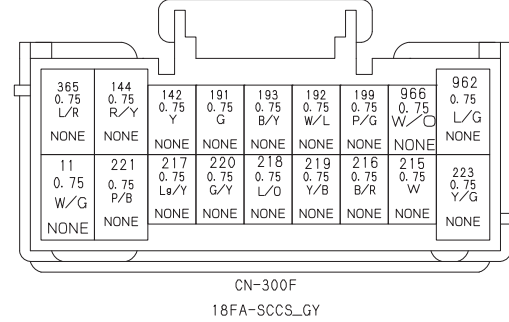 365 144 142 191 193 192 199 966 962
0.75 0.75 0.75 0.75 0.75 0.75 0.75 0.75 0.75
L/R R/Y Y G B/Y W/L P/G W/O L/G
NONE NONE NONE NONE NONE NONE NONE NONE NONE
11 221 217 220 218 219 216 215 223
0.75 0.75 0.75 0.75 0.75 0.75 0.75 0.75 0.75
W/G P/B Lg/Y G/Y L/O Y/B B/R W Y/G
NONE NONE NONE NONE NONE NONE NONE NONE NONE
CN-300F
18FA-SCCS_GY